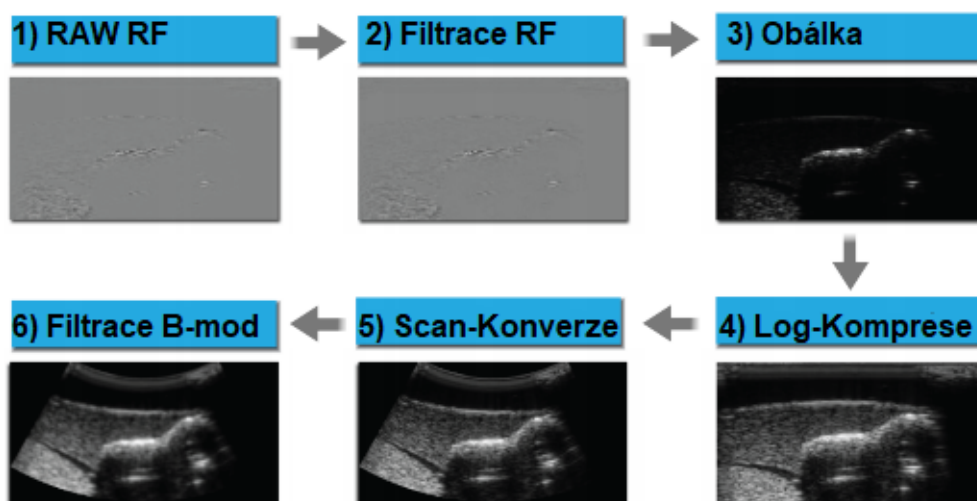 1) RAW RF
2) Filtrace RF
3) Obálka
4) Log-Komprese
5) Scan-Konverze
6) Filtrace B-mod